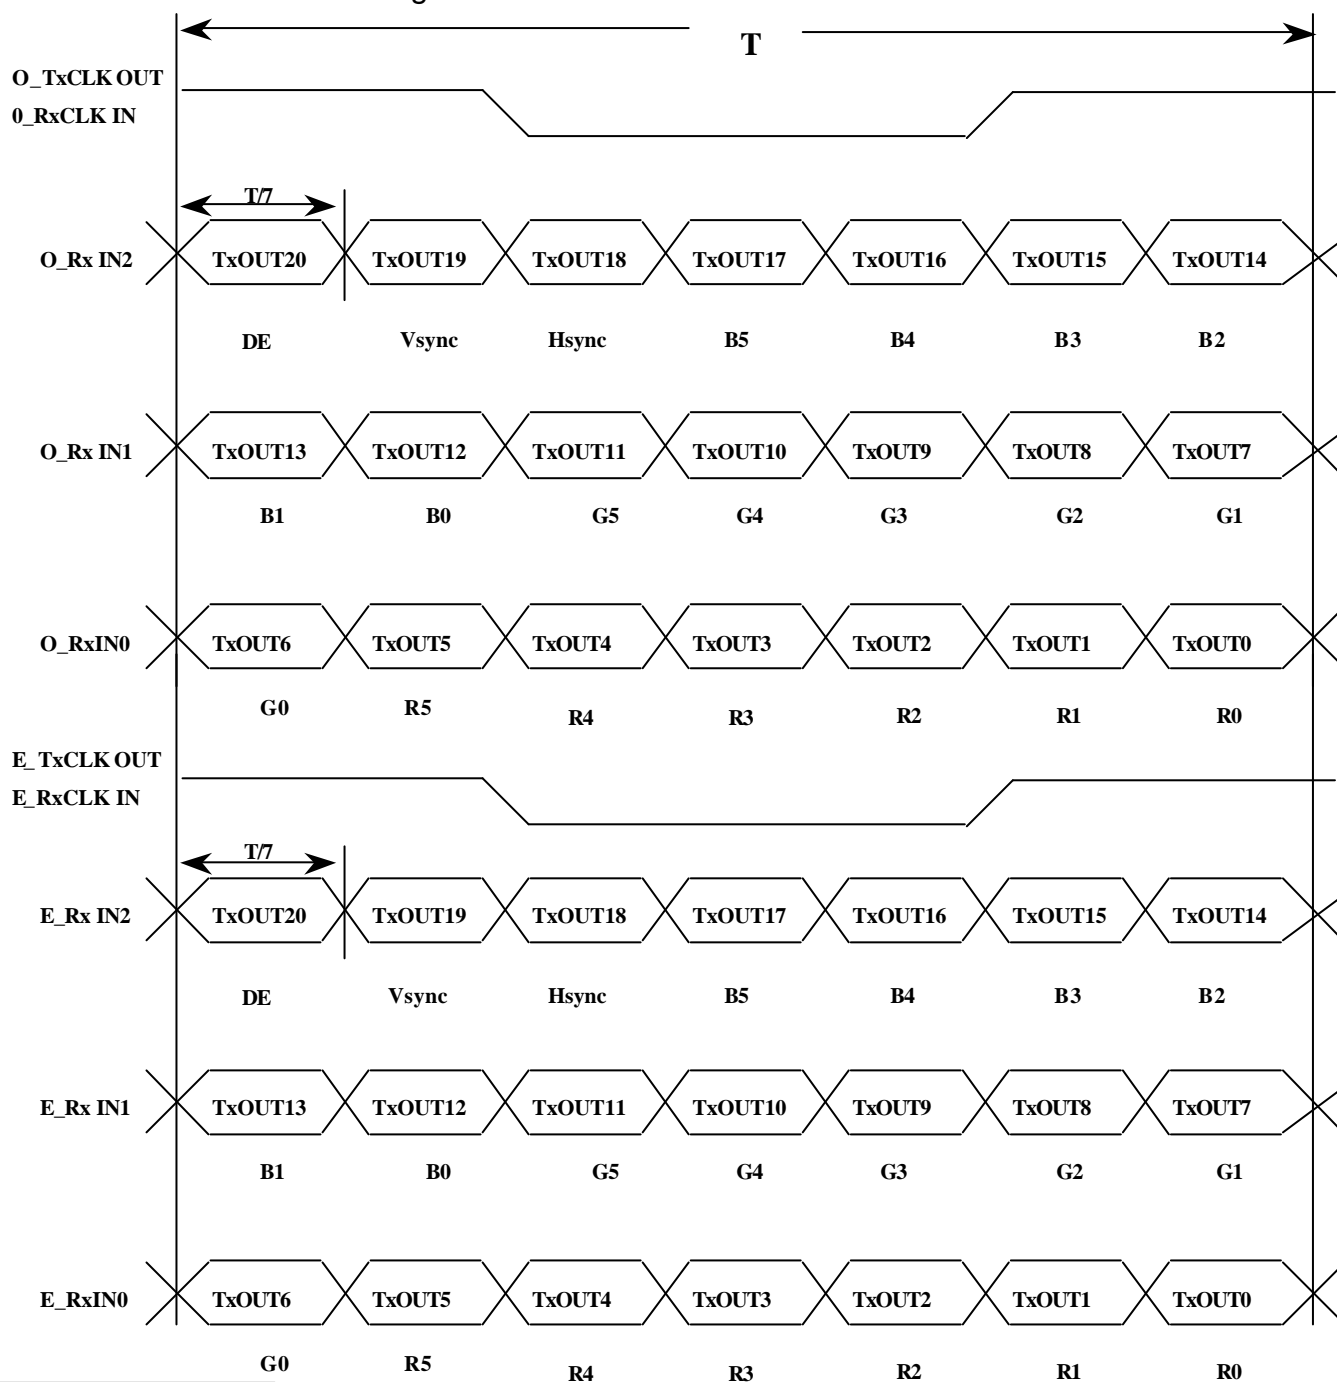 T
O_TxCLK OUT
0_RxCLK IN
T/7
O_Rx IN2 TxOUT20 TxOUT19 TxOUT18 TxOUT17 TxOUT16 TxOUT15 TxOUT14
DE Vsync Hsync B5 B4 B3 B2
O_Rx IN1 TxOUT13 TxOUT12 TxOUT11 TxOUT10 TxOUT9 TxOUT8 TxOUT7
B1 B0 G5 G4 G3 G2 G1
O_RxIN0 TxOUT6 TxOUT5 TxOUT4 TxOUT3 TxOUT2 TxOUT1 TxOUT0
G0 R5 R4 R3 R2 R1 R0
E_TxCLK OUT
E_RxCLK IN
T/7
E_Rx IN2 TxOUT20 TxOUT19 TxOUT18 TxOUT17 TxOUT16 TxOUT15 TxOUT14
DE Vsync Hsync B5 B4 B3 B2
E_Rx IN1 TxOUT13 TxOUT12 TxOUT11 TxOUT10 TxOUT9 TxOUT8 TxOUT7
B1 B0 G5 G4 G3 G2 G1
E_RxIN0 TxOUT6 TxOUT5 TxOUT4 TxOUT3 TxOUT2 TxOUT1 TxOUT0
G0 R5 R4 R3 R2 R1 R0